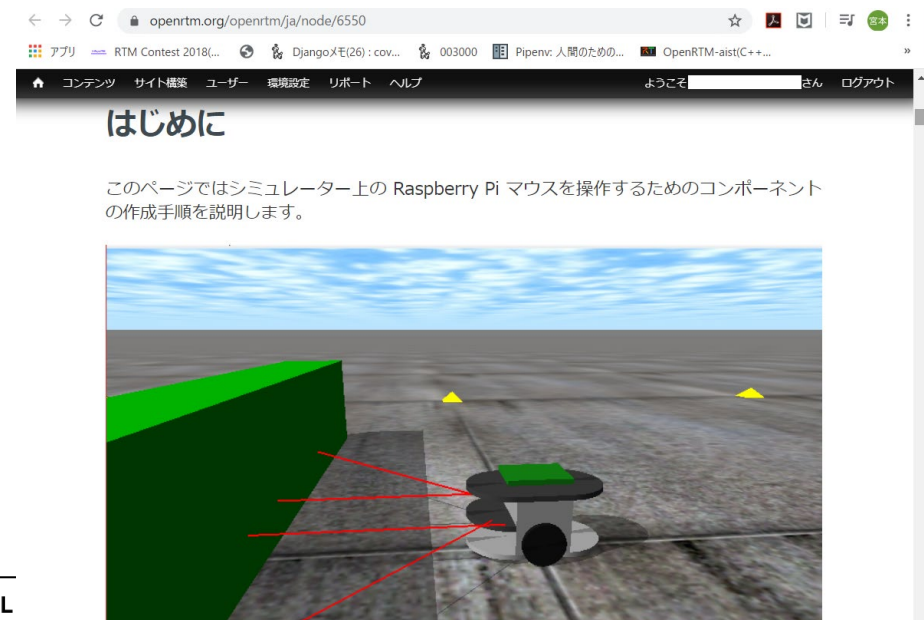 openrtm.org/openrtm/ja/node/6550
宮本
アプリ RTM Contest 2018(... Djangoメモ(26) : cov... 003000 Pipenv: 人間のための... OpenRTM-aist(C++... »
コンテンツ サイト構築 ユーザー 環境設定 リポート ヘルプ ようこそ さん ログアウト
はじめに
このページではシミュレーター上の Raspberry Pi マウスを操作するためのコンポーネント
の作成手順を説明します。
L